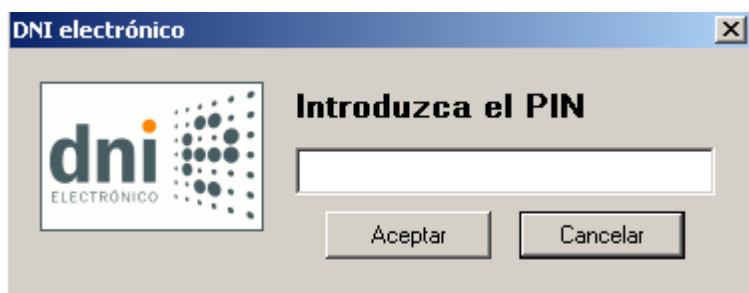 DNI electrónico
dni
ELECTRÓNICO
Introduzca el PIN
Aceptar
Cancelar